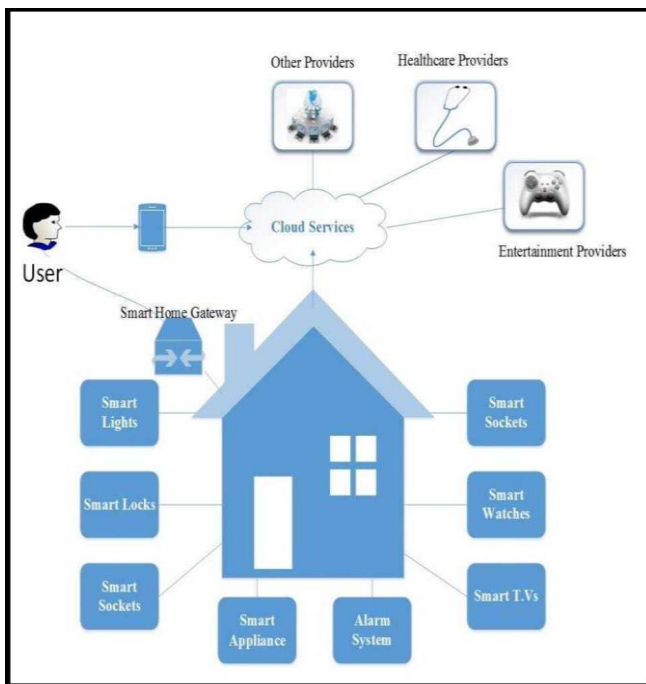 Other Providers
Healthcare Providers
Cloud Services
Entertainment Providers
User
Smart Home Gateway
Smart
Lights
Smart
Sockets
Smart Locks
Smart
Watches
Smart
Sockets
Smart T.Vs
Smart
Appliance
Alarm
System